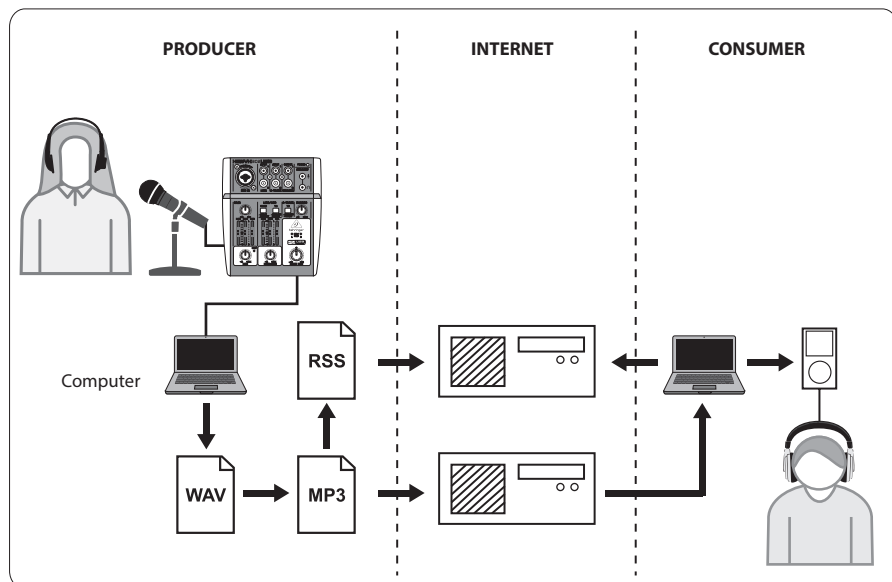 PRODUCER
INTERNET
CONSUMER
Computer
RSS
WAV
MP3